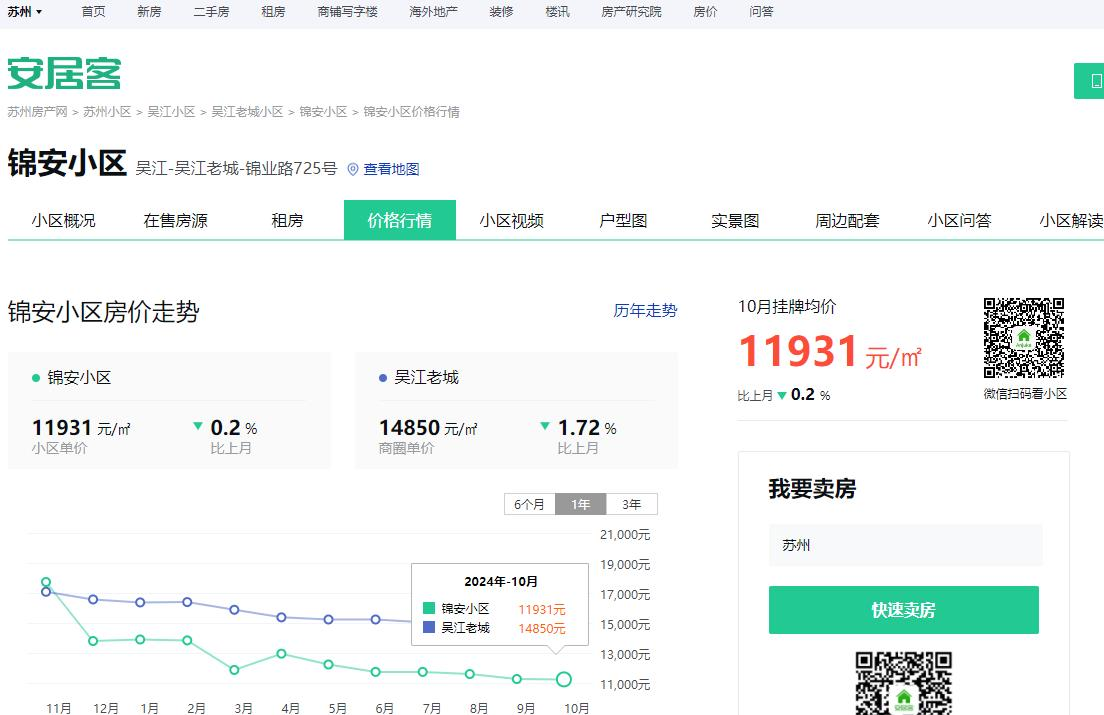 苏州 首页 新房 二手房 租房 商铺写字楼 海外地产 装修 楼讯 房产研究院 房价 问答
安居客
苏州房产网 > 苏州小区 > 吴江小区 > 吴江老城小区 > 锦安小区 > 锦安小区价格行情
锦安小区 吴江-吴江老城-锦业路725号 查看地图
小区概况 在售房源 租房 价格行情 小区视频 户型图 实景图 周边配套 小区问答 小区解读
锦安小区房价走势 历年走势
锦安小区
11931 元/㎡ 0.2 %
小区单价 比上月
吴江老城
14850 元/㎡ 1.72 %
商圈单价 比上月
6个月 1年 3年
21,000元
19,000元
17,000元
15,000元
13,000元
11,000元
2024年-10月
锦安小区 11931元
吴江老城 14850元
11月 12月 1月 2月 3月 4月 5月 6月 7月 8月 9月 10月
10月挂牌均价
11931 元/㎡
比上月 0.2 %
微信扫码看小区
我要卖房
苏州
快速卖房